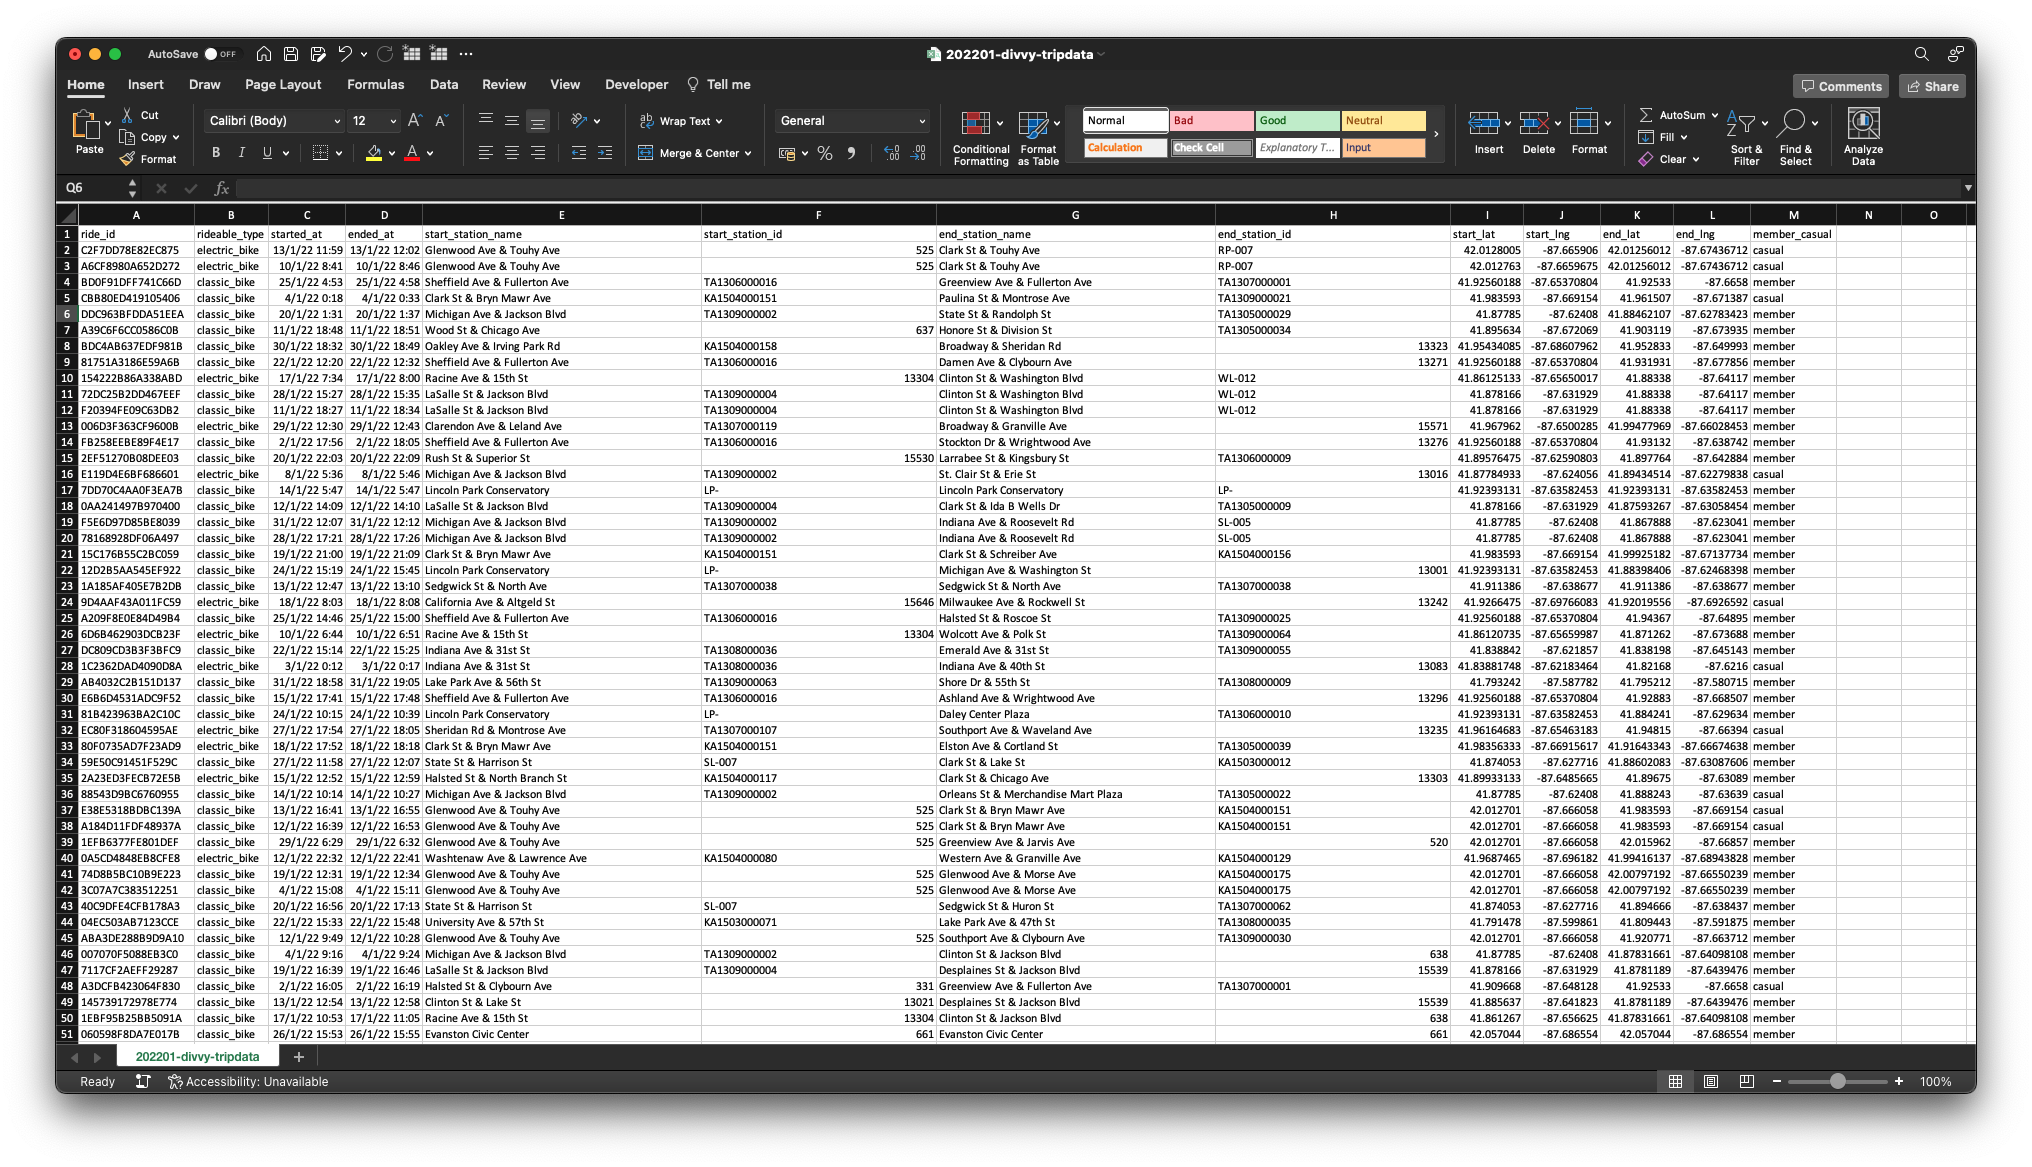 AutoSave OFF 202201-divvy-tripdata
Home Insert Draw Page Layout Formulas Data Review View Developer Tell me Comments Share
Paste Cut Copy Format
Calibri (Body) 12
B I U
Wrap Text
Merge & Center
General
Conditional Formatting Format as Table
Normal Bad Good Neutral
Calculation Check Cell Explanatory T... Input
Insert Delete Format
AutoSum
Fill
Clear
Sort & Filter Find & Select Analyze Data
Q6 fx
A B C D E F G H I J K L M N O
1 ride_id rideable_type started_at ended_at start_station_name start_station_id end_station_name end_station_id start_lat start_lng end_lat end_lng member_casual
2 C2F7DD78E82EC875 electric_bike 13/1/22 11:59 13/1/22 12:02 Glenwood Ave & Touhy Ave 525 Clark St & Touhy Ave RP-007 42.0128005 -87.665906 42.01256012 -87.67436712 casual
3 A6CF8980A652D272 electric_bike 10/1/22 8:41 10/1/22 8:46 Glenwood Ave & Touhy Ave 525 Clark St & Touhy Ave RP-007 42.012763 -87.6659675 42.01256012 -87.67436712 casual
4 BD0F91DFF741C66D classic_bike 25/1/22 4:53 25/1/22 4:58 Sheffield Ave & Fullerton Ave TA1306000016 Greenview Ave & Fullerton Ave TA1307000001 41.92560188 -87.65370804 41.92533 -87.6658 member
5 CBB80ED419105406 classic_bike 4/1/22 0:18 4/1/22 0:33 Clark St & Bryn Mawr Ave KA1504000151 Paulina St & Montrose Ave TA1309000021 41.983593 -87.669154 41.961507 -87.671387 casual
6 DDC963BFDDA51EEA classic_bike 20/1/22 1:31 20/1/22 1:37 Michigan Ave & Jackson Blvd TA1309000002 State St & Randolph St TA1305000029 41.87785 -87.62408 41.88462107 -87.62783423 member
7 A39C6F6CC0586C0B classic_bike 11/1/22 18:48 11/1/22 18:51 Wood St & Chicago Ave 637 Honore St & Division St TA1305000034 41.895634 -87.672069 41.903119 -87.673935 member
8 BDC4AB637EDF981B classic_bike 30/1/22 18:32 30/1/22 18:49 Oakley Ave & Irving Park Rd KA1504000158 Broadway & Sheridan Rd 13323 41.95434085 -87.68607962 41.952833 -87.649993 member
9 81751A3186E59A6B classic_bike 22/1/22 12:20 22/1/22 12:32 Sheffield Ave & Fullerton Ave TA1306000016 Damen Ave & Clybourn Ave 13271 41.92560188 -87.65370804 41.931931 -87.677856 member
10 154222B86A338ABD electric_bike 17/1/22 7:34 17/1/22 8:00 Racine Ave & 15th St 13304 Clinton St & Washington Blvd WL-012 41.86125133 -87.65650017 41.88338 -87.64117 member
11 72DC25B2DD467EEF classic_bike 28/1/22 15:27 28/1/22 15:35 LaSalle St & Jackson Blvd TA1309000004 Clinton St & Washington Blvd WL-012 41.878166 -87.631929 41.88338 -87.64117 member
12 F20394FE09C63DB2 classic_bike 11/1/22 18:27 11/1/22 18:34 LaSalle St & Jackson Blvd TA1309000004 Clinton St & Washington Blvd WL-012 41.878166 -87.631929 41.88338 -87.64117 member
13 006D3F363CF9600B electric_bike 29/1/22 12:30 29/1/22 12:43 Clarendon Ave & Leland Ave TA1307000119 Broadway & Granville Ave 15571 41.967962 -87.6500285 41.99477969 -87.66028453 member
14 FB258EEBE89F4E17 classic_bike 2/1/22 17:56 2/1/22 18:05 Sheffield Ave & Fullerton Ave TA1306000016 Stockton Dr & Wrightwood Ave 13276 41.92560188 -87.65370804 41.93132 -87.638742 member
15 2EF51270B08DEE03 classic_bike 20/1/22 22:03 20/1/22 22:09 Rush St & Superior St 15530 Larrabee St & Kingsbury St TA1306000009 41.89576475 -87.62590803 41.897764 -87.642884 member
16 E119D4E6BF686601 electric_bike 8/1/22 5:36 8/1/22 5:46 Michigan Ave & Jackson Blvd TA1309000002 St. Clair St & Erie St 13016 41.87784933 -87.624056 41.89434514 -87.62279838 casual
17 7DD70C4AA0F3EA7B classic_bike 14/1/22 5:47 14/1/22 5:47 Lincoln Park Conservatory LP- Lincoln Park Conservatory LP- 41.92393131 -87.63582453 41.92393131 -87.63582453 member
18 0AA241497B970400 classic_bike 12/1/22 14:09 12/1/22 14:10 LaSalle St & Jackson Blvd TA1309000004 Clark St & Ida B Wells Dr TA1305000009 41.878166 -87.631929 41.87593267 -87.63058454 member
19 F5E6D97D85BE8039 classic_bike 31/1/22 12:07 31/1/22 12:12 Michigan Ave & Jackson Blvd TA1309000002 Indiana Ave & Roosevelt Rd SL-005 41.87785 -87.62408 41.867888 -87.623041 member
20 78168928DF06A497 classic_bike 28/1/22 17:21 28/1/22 17:26 Michigan Ave & Jackson Blvd TA1309000002 Indiana Ave & Roosevelt Rd SL-005 41.87785 -87.62408 41.867888 -87.623041 member
21 15C176B55C2BC059 classic_bike 19/1/22 21:00 19/1/22 21:09 Clark St & Bryn Mawr Ave KA1504000151 Clark St & Schreiber Ave KA1504000156 41.983593 -87.669154 41.99925182 -87.67137734 member
22 12D2B5AA545EF922 classic_bike 24/1/22 15:19 24/1/22 15:45 Lincoln Park Conservatory LP- Michigan Ave & Washington St 13001 41.92393131 -87.63582453 41.88398406 -87.62468398 member
23 1A185AF405E7B2DB classic_bike 13/1/22 12:47 13/1/22 13:10 Sedgwick St & North Ave TA1307000038 Sedgwick St & North Ave TA1307000038 41.911386 -87.638677 41.911386 -87.638677 member
24 9D4AAF43A011FC59 electric_bike 18/1/22 8:03 18/1/22 8:08 California Ave & Altgeld St 15646 Milwaukee Ave & Rockwell St 13242 41.9266475 -87.69766083 41.92019556 -87.6926592 casual
25 A209F8E0E84D49B4 classic_bike 25/1/22 14:46 25/1/22 15:00 Sheffield Ave & Fullerton Ave TA1306000016 Halsted St & Roscoe St TA1309000025 41.92560188 -87.65370804 41.94367 -87.64895 member
26 6D6B462903DCB23F electric_bike 10/1/22 6:44 10/1/22 6:51 Racine Ave & 15th St 13304 Wolcott Ave & Polk St TA1309000064 41.86120735 -87.65659987 41.871262 -87.673688 member
27 DC809CD3B3F3BFC9 classic_bike 22/1/22 15:14 22/1/22 15:25 Indiana Ave & 31st St TA1308000036 Emerald Ave & 31st St TA1309000055 41.838842 -87.621857 41.838198 -87.645143 member
28 1C2362DAD4090D8A electric_bike 3/1/22 0:12 3/1/22 0:17 Indiana Ave & 31st St TA1308000036 Indiana Ave & 40th St 13083 41.83881748 -87.62183464 41.82168 -87.6216 casual
29 AB4032C2B151D137 classic_bike 31/1/22 18:58 31/1/22 19:05 Lake Park Ave & 56th St TA1309000063 Shore Dr & 55th St TA1308000009 41.793242 -87.587782 41.795212 -87.580715 member
30 E6B6D4531ADC9F52 classic_bike 15/1/22 17:41 15/1/22 17:48 Sheffield Ave & Fullerton Ave TA1306000016 Ashland Ave & Wrightwood Ave 13296 41.92560188 -87.65370804 41.92883 -87.668507 member
31 81B423963BA2C10C classic_bike 24/1/22 10:15 24/1/22 10:39 Lincoln Park Conservatory LP- Daley Center Plaza TA1306000010 41.92393131 -87.63582453 41.884241 -87.629634 member
32 EC80F318604595AE electric_bike 27/1/22 17:54 27/1/22 18:05 Sheridan Rd & Montrose Ave TA1307000107 Southport Ave & Waveland Ave 13235 41.96164683 -87.65463183 41.94815 -87.66394 casual
33 80F0735AD7F23AD9 electric_bike 18/1/22 17:52 18/1/22 18:18 Clark St & Bryn Mawr Ave KA1504000151 Elston Ave & Cortland St TA1305000039 41.98356333 -87.66915617 41.91643343 -87.66674638 member
34 59E50C91451F529C classic_bike 27/1/22 11:58 27/1/22 12:07 State St & Harrison St SL-007 Clark St & Lake St KA1503000012 41.874053 -87.627716 41.88602083 -87.63087606 member
35 2A23ED3FECB72E5B electric_bike 15/1/22 12:52 15/1/22 12:59 Halsted St & North Branch St KA1504000117 Clark St & Chicago Ave 13303 41.89933133 -87.6485665 41.89675 -87.63089 member
36 88543D9BC6760955 classic_bike 14/1/22 10:14 14/1/22 10:27 Michigan Ave & Jackson Blvd TA1309000002 Orleans St & Merchandise Mart Plaza TA1305000022 41.87785 -87.62408 41.888243 -87.63639 casual
37 E38E5318BDBC139A classic_bike 13/1/22 16:41 13/1/22 16:55 Glenwood Ave & Touhy Ave 525 Clark St & Bryn Mawr Ave KA1504000151 42.012701 -87.666058 41.983593 -87.669154 casual
38 A184D11FDF48937A classic_bike 12/1/22 16:39 12/1/22 16:53 Glenwood Ave & Touhy Ave 525 Clark St & Bryn Mawr Ave KA1504000151 42.012701 -87.666058 41.983593 -87.669154 casual
39 1EFB6377FE801DEF classic_bike 29/1/22 6:29 29/1/22 6:32 Glenwood Ave & Touhy Ave 525 Greenview Ave & Jarvis Ave 520 42.012701 -87.666058 42.015962 -87.66857 member
40 0A5CD4848EB8CFE8 electric_bike 12/1/22 22:32 12/1/22 22:41 Washtenaw Ave & Lawrence Ave KA1504000080 Western Ave & Granville Ave KA1504000129 41.9687465 -87.696182 41.99416137 -87.68943828 member
41 74D8B5BC10B9E223 classic_bike 19/1/22 12:31 19/1/22 12:34 Glenwood Ave & Touhy Ave 525 Glenwood Ave & Morse Ave KA1504000175 42.012701 -87.666058 42.00797192 -87.66550239 member
42 3C07A7C383512251 classic_bike 4/1/22 15:08 4/1/22 15:11 Glenwood Ave & Touhy Ave 525 Glenwood Ave & Morse Ave KA1504000175 42.012701 -87.666058 42.00797192 -87.66550239 member
43 40C9DFE4CFB178A3 classic_bike 20/1/22 16:56 20/1/22 17:13 State St & Harrison St SL-007 Sedgwick St & Huron St TA1307000062 41.874053 -87.627716 41.894666 -87.638437 member
44 04EC503AB7123CCE classic_bike 22/1/22 15:33 22/1/22 15:48 University Ave & 57th St KA1503000071 Lake Park Ave & 47th St TA1308000035 41.791478 -87.599861 41.809443 -87.591875 member
45 ABA3DE288B9D9A10 classic_bike 12/1/22 9:49 12/1/22 10:28 Glenwood Ave & Touhy Ave 525 Southport Ave & Clybourn Ave TA1309000030 42.012701 -87.666058 41.920771 -87.663712 member
46 007070F5088EB3C0 classic_bike 4/1/22 9:16 4/1/22 9:24 Michigan Ave & Jackson Blvd TA1309000002 Clinton St & Jackson Blvd 638 41.87785 -87.62408 41.87831661 -87.64098108 member
47 7117CF2AEFF29287 classic_bike 19/1/22 16:39 19/1/22 16:46 LaSalle St & Jackson Blvd TA1309000004 Desplaines St & Jackson Blvd 15539 41.878166 -87.631929 41.8781189 -87.6439476 member
48 A3DCFB423064F830 classic_bike 2/1/22 16:05 2/1/22 16:19 Halsted St & Clybourn Ave 331 Greenview Ave & Fullerton Ave TA1307000001 41.909668 -87.648128 41.92533 -87.6658 casual
49 145739172978E774 classic_bike 13/1/22 12:54 13/1/22 12:58 Clinton St & Lake St 13021 Desplaines St & Jackson Blvd 15539 41.885637 -87.641823 41.8781189 -87.6439476 member
50 1EBF95B25BB5091A classic_bike 17/1/22 10:53 17/1/22 11:05 Racine Ave & 15th St 13304 Clinton St & Jackson Blvd 638 41.861267 -87.656625 41.87831661 -87.64098108 member
51 060598F8DA7E017B classic_bike 26/1/22 15:53 26/1/22 15:55 Evanston Civic Center 661 Evanston Civic Center 661 42.057044 -87.686554 42.057044 -87.686554 member
202201-divvy-tripdata
Ready Accessibility: Unavailable 100%